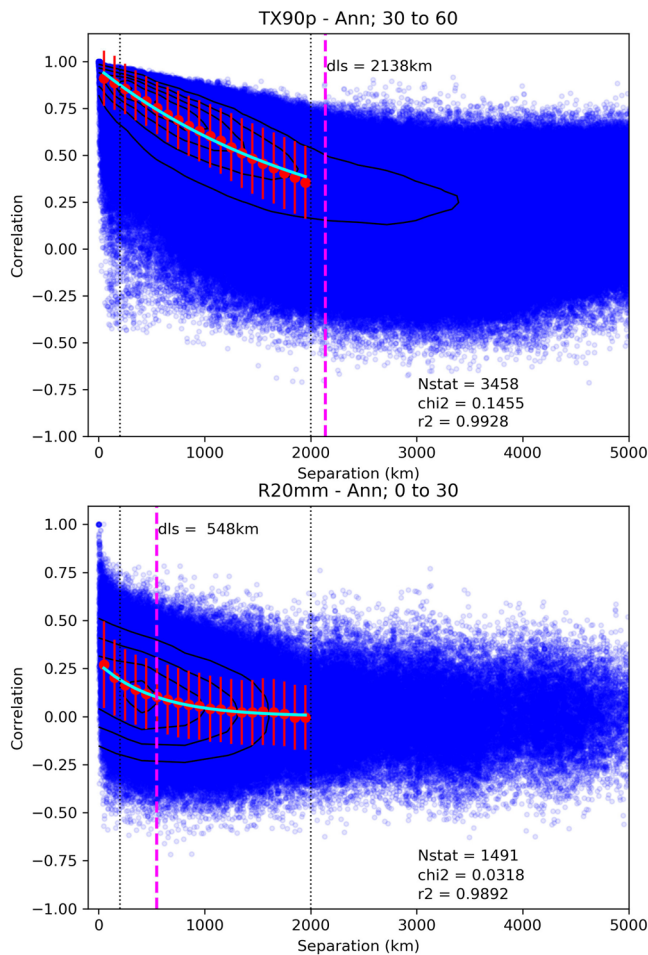 TX90p - Ann; 30 to 60
1.00
0.75
0.50
0.25
0.00
−0.25
−0.50
−0.75
−1.00
Correlation
dls = 2138km
Nstat = 3458
chi2 = 0.1455
r2 = 0.9928
0 1000 2000 3000 4000 5000
Separation (km)
R20mm - Ann; 0 to 30
1.00
0.75
0.50
0.25
0.00
−0.25
−0.50
−0.75
−1.00
Correlation
dls =  548km
Nstat = 1491
chi2 = 0.0318
r2 = 0.9892
0 1000 2000 3000 4000 5000
Separation (km)